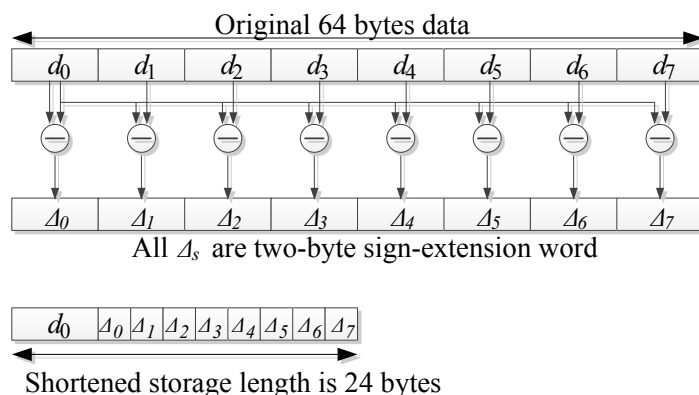 Original 64 bytes data
d0 d1 d2 d3 d4 d5 d6 d7
Δ0 Δ1 Δ2 Δ3 Δ4 Δ5 Δ6 Δ7
All Δs are two-byte sign-extension word
d0 Δ0 Δ1 Δ2 Δ3 Δ4 Δ5 Δ6 Δ7
Shortened storage length is 24 bytes